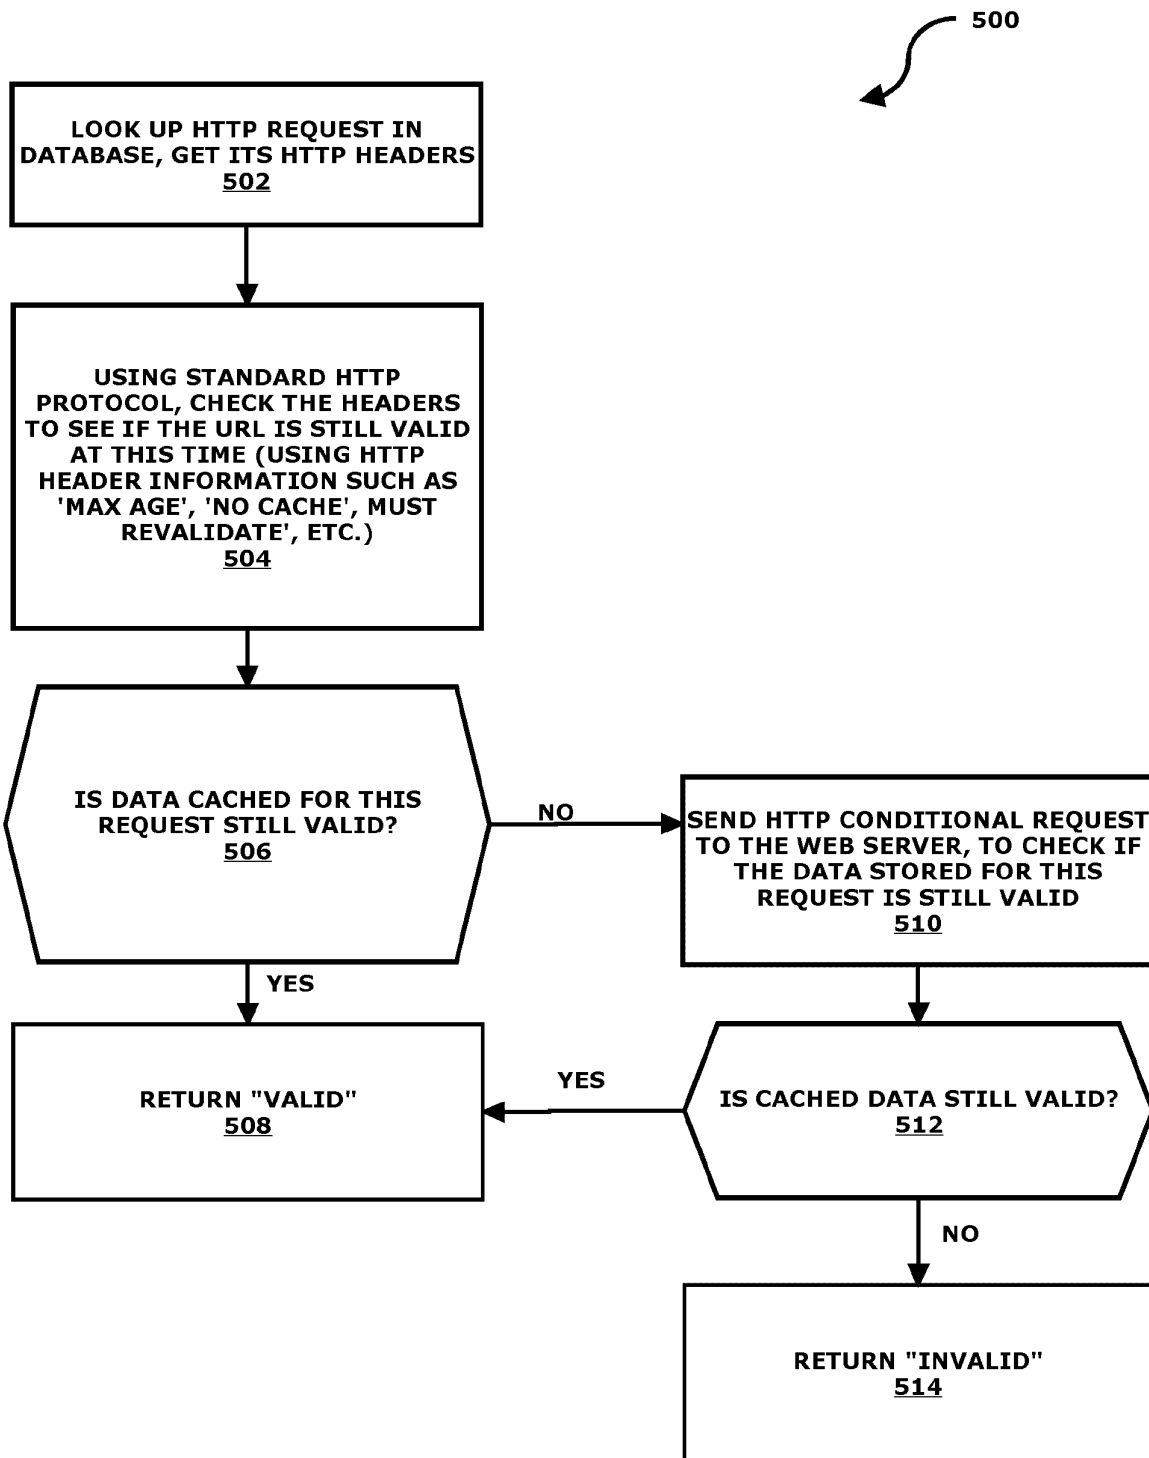 500
LOOK UP HTTP REQUEST IN
DATABASE, GET ITS HTTP HEADERS
502
USING STANDARD HTTP
PROTOCOL, CHECK THE HEADERS
TO SEE IF THE URL IS STILL VALID
AT THIS TIME (USING HTTP
HEADER INFORMATION SUCH AS
'MAX AGE', 'NO CACHE', MUST
REVALIDATE', ETC.)
504
IS DATA CACHED FOR THIS
REQUEST STILL VALID?
506
NO
SEND HTTP CONDITIONAL REQUEST
TO THE WEB SERVER, TO CHECK IF
THE DATA STORED FOR THIS
REQUEST IS STILL VALID
510
YES
RETURN "VALID"
508
YES
IS CACHED DATA STILL VALID?
512
NO
RETURN "INVALID"
514